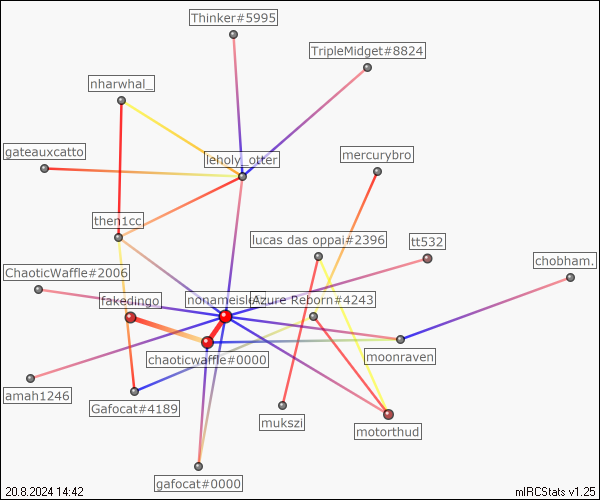 Thinker#5995
TripleMidget#8824
nharwhal_
gateauxcatto
leholy_otter
mercurybro
then1cc
lucas das oppai#2396
tt532
chobham.
ChaoticWaffle#2006
fakedingo
nonameisle
Azure Reborn#4243
chaoticwaffle#0000
moonraven
amah1246
Gafocat#4189
mukszi
motorthud
gafocat#0000
20.8.2024 14:42
mIRCStats v1.25